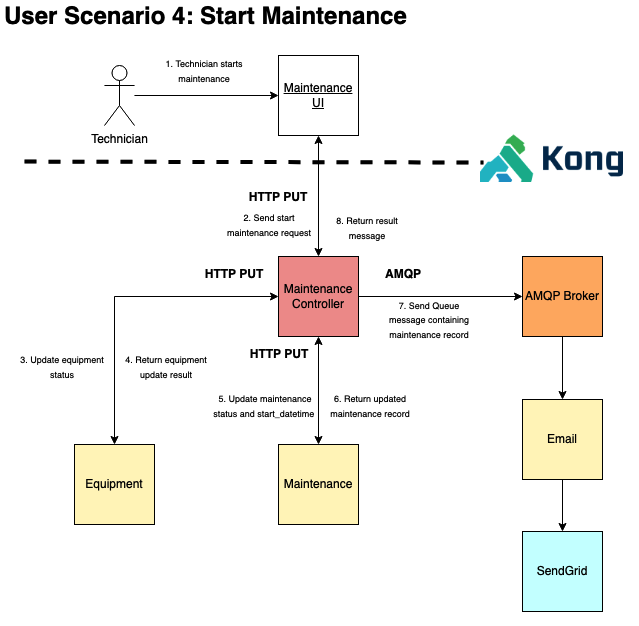 User Scenario 4: Start Maintenance
1. Technician starts
maintenance
Maintenance
UI
Technician
Kong
HTTP PUT
2. Send start
maintenance request
8. Return result
message
HTTP PUT
AMQP
Maintenance
Controller
AMQP Broker
7. Send Queue
message containing
maintenance record
HTTP PUT
3. Update equipment
status
4. Return equipment
update result
5. Update maintenance
status and start_datetime
6. Return updated
maintenance record
Email
Equipment
Maintenance
SendGrid